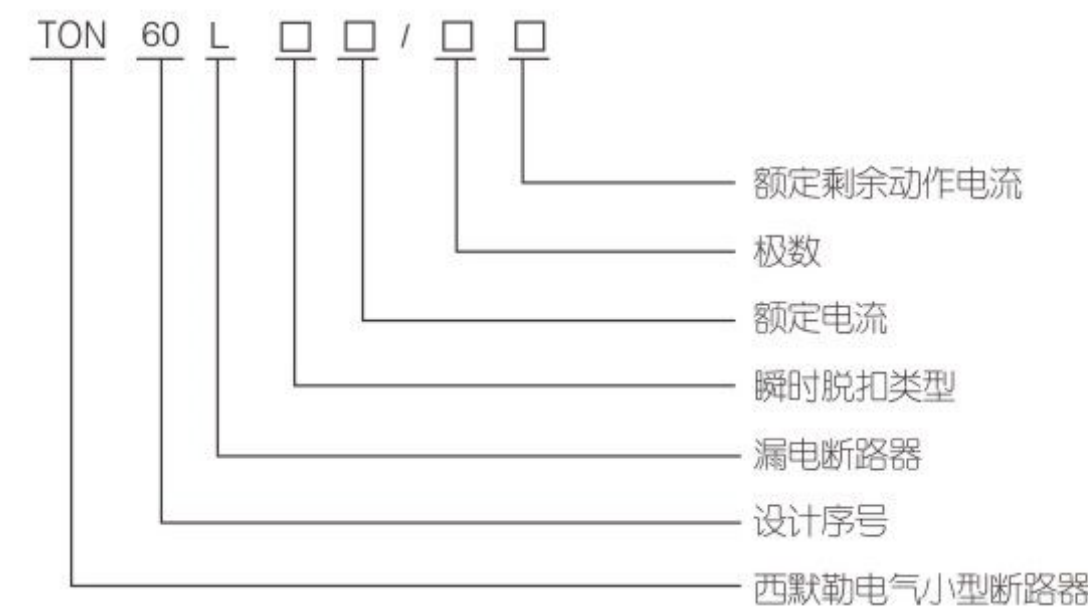 TON 60 L □ □ / □ □
额定剩余动作电流
极数
额定电流
瞬时脱扣类型
漏电断路器
设计序号
西默勒电气小型断路器